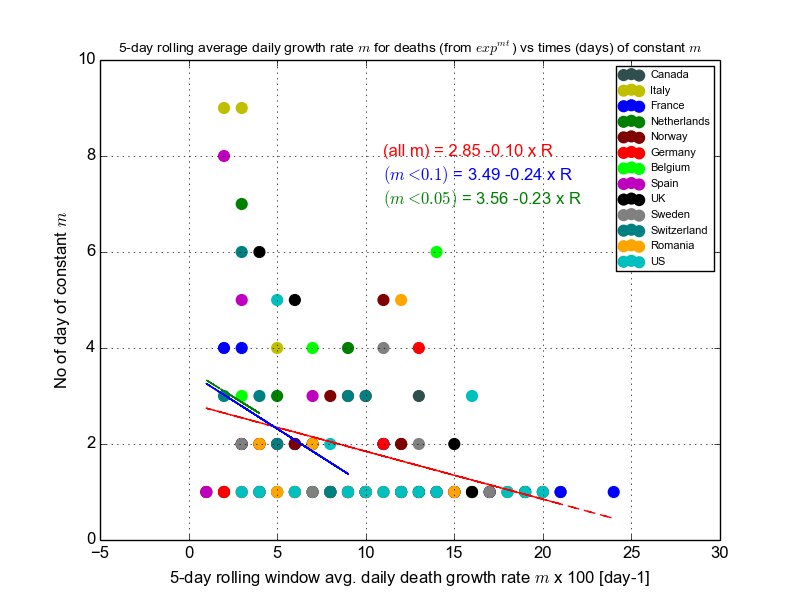 5-day rolling average daily growth rate m for deaths (from exp^{mt}) vs times (days) of constant m
10
8
6
4
2
0
No of day of constant m
(all m) = 2.85 -0.10 x R
(m <0.1) = 3.49 -0.24 x R
(m <0.05) = 3.56 -0.23 x R
Canada
Italy
France
Netherlands
Norway
Germany
Belgium
Spain
UK
Sweden
Switzerland
Romania
US
−5 0 5 10 15 20 25 30
5-day rolling window avg. daily death growth rate m x 100 [day-1]